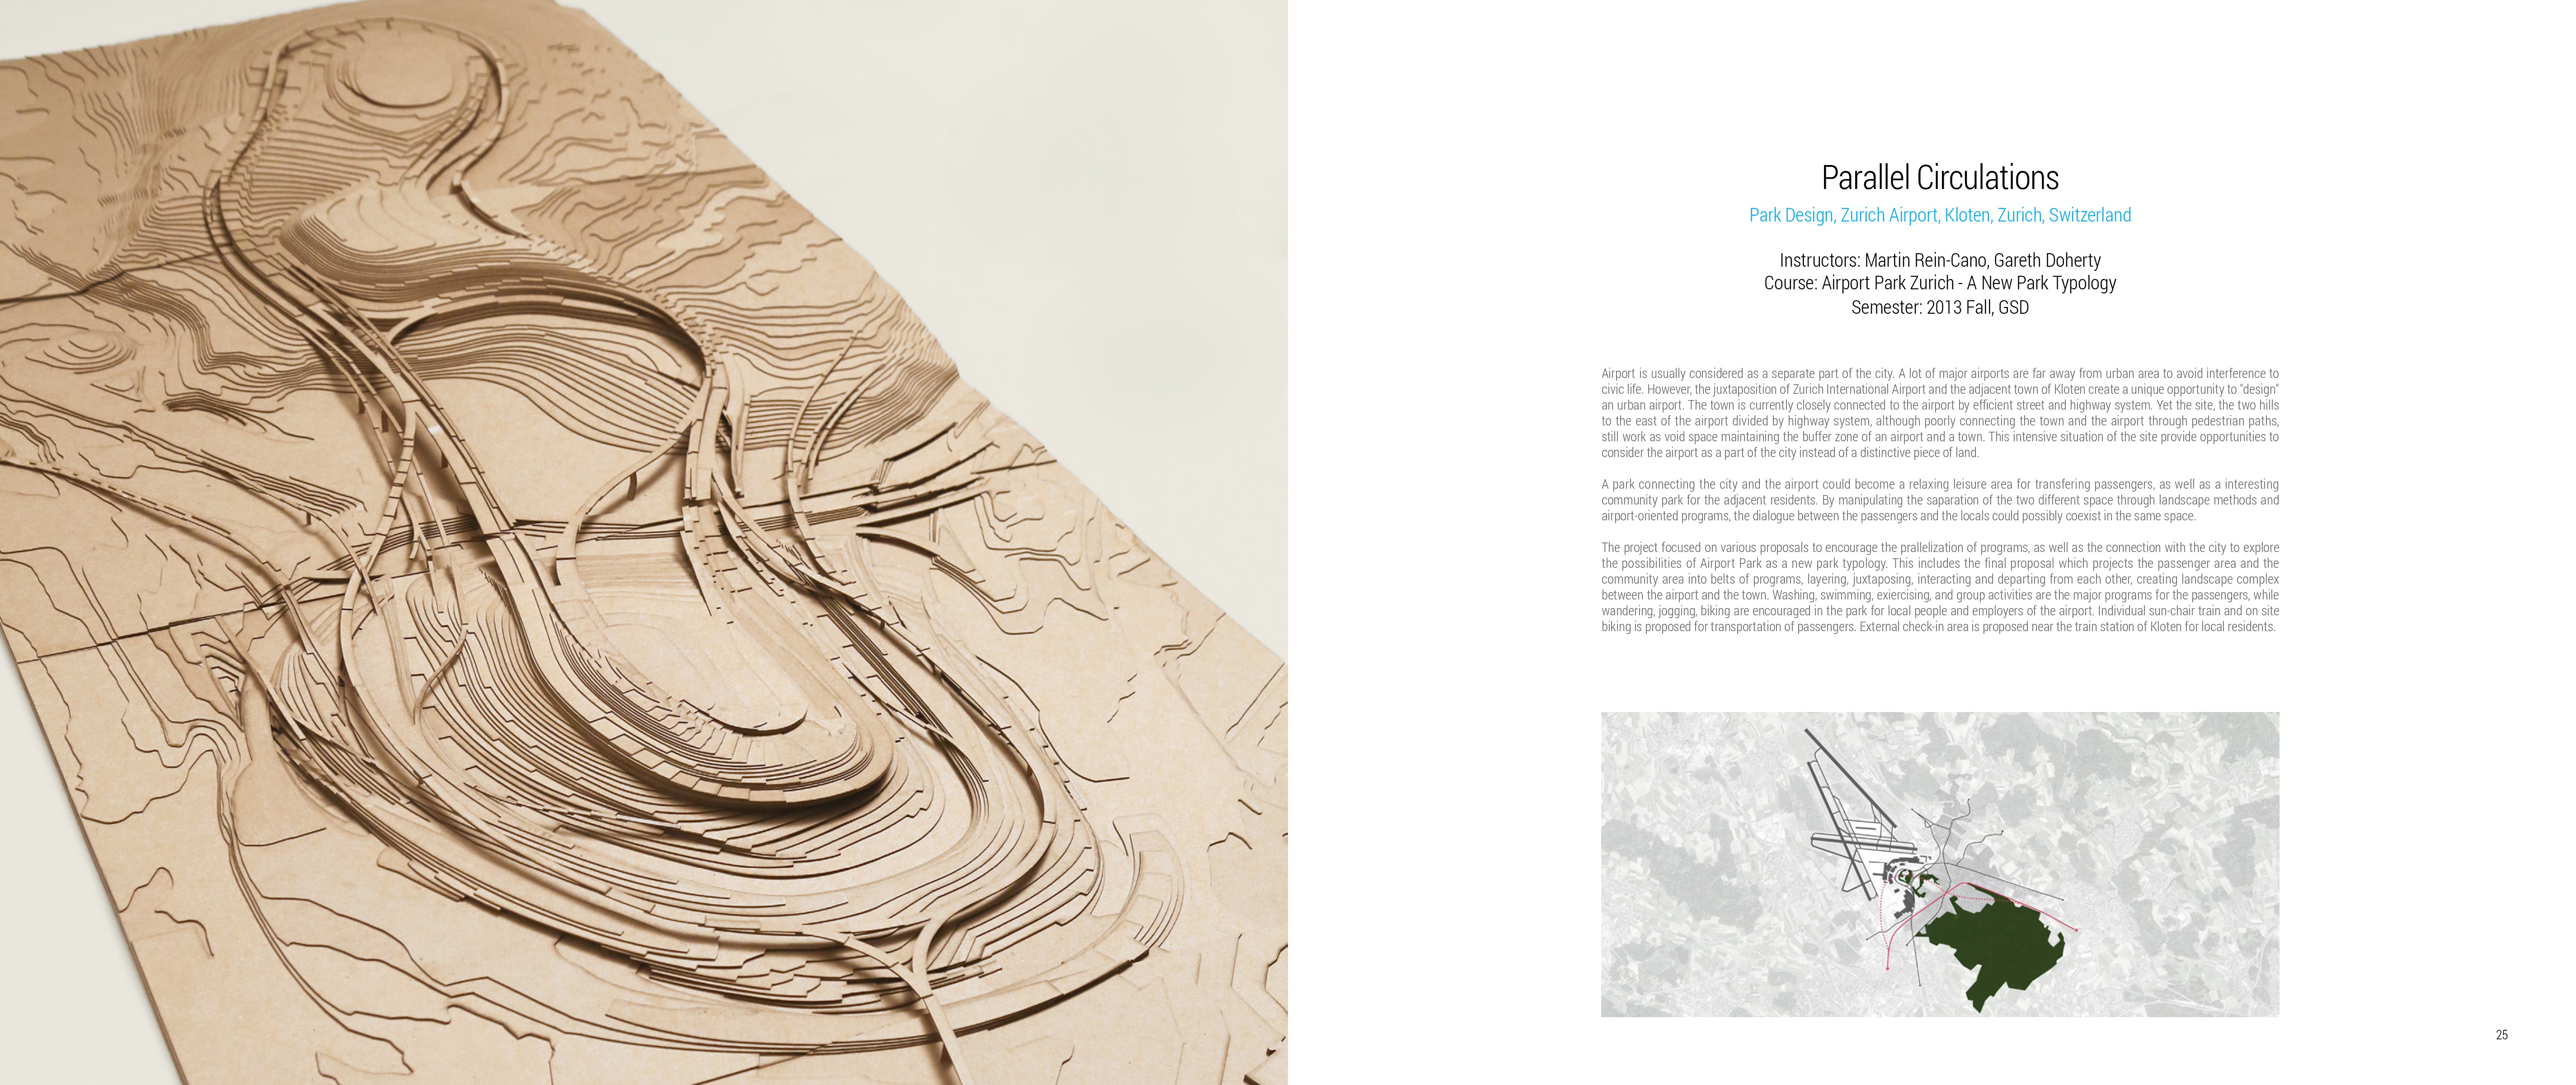 Parallel Circulations
Park Design, Zurich Airport, Kloten, Zurich, Switzerland
Instructors: Martin Rein-Cano, Gareth Doherty
Course: Airport Park Zurich - A New Park Typology
Semester: 2013 Fall, GSD
Airport is usually considered as a separate part of the city. A lot of major airports are far away from urban area to avoid interference to
civic life. However, the juxtaposition of Zurich International Airport and the adjacent town of Kloten create a unique opportunity to "design"
an urban airport. The town is currently closely connected to the airport by efficient street and highway system. Yet the site, the two hills
to the east of the airport divided by highway system, although poorly connecting the town and the airport through pedestrian paths,
still work as void space maintaining the buffer zone of an airport and a town. This intensive situation of the site provide opportunities to
consider the airport as a part of the city instead of a distinctive piece of land.
A park connecting the city and the airport could become a relaxing leisure area for transfering passengers, as well as a interesting
community park for the adjacent residents. By manipulating the saparation of the two different space through landscape methods and
airport-oriented programs, the dialogue between the passengers and the locals could possibly coexist in the same space.
The project focused on various proposals to encourage the prallelization of programs, as well as the connection with the city to explore
the possibilities of Airport Park as a new park typology. This includes the final proposal which projects the passenger area and the
community area into belts of programs, layering, juxtaposing, interacting and departing from each other, creating landscape complex
between the airport and the town. Washing, swimming, exiercising, and group activities are the major programs for the passengers, while
wandering, jogging, biking are encouraged in the park for local people and employers of the airport. Individual sun-chair train and on site
biking is proposed for transportation of passengers. External check-in area is proposed near the train station of Kloten for local residents.
25